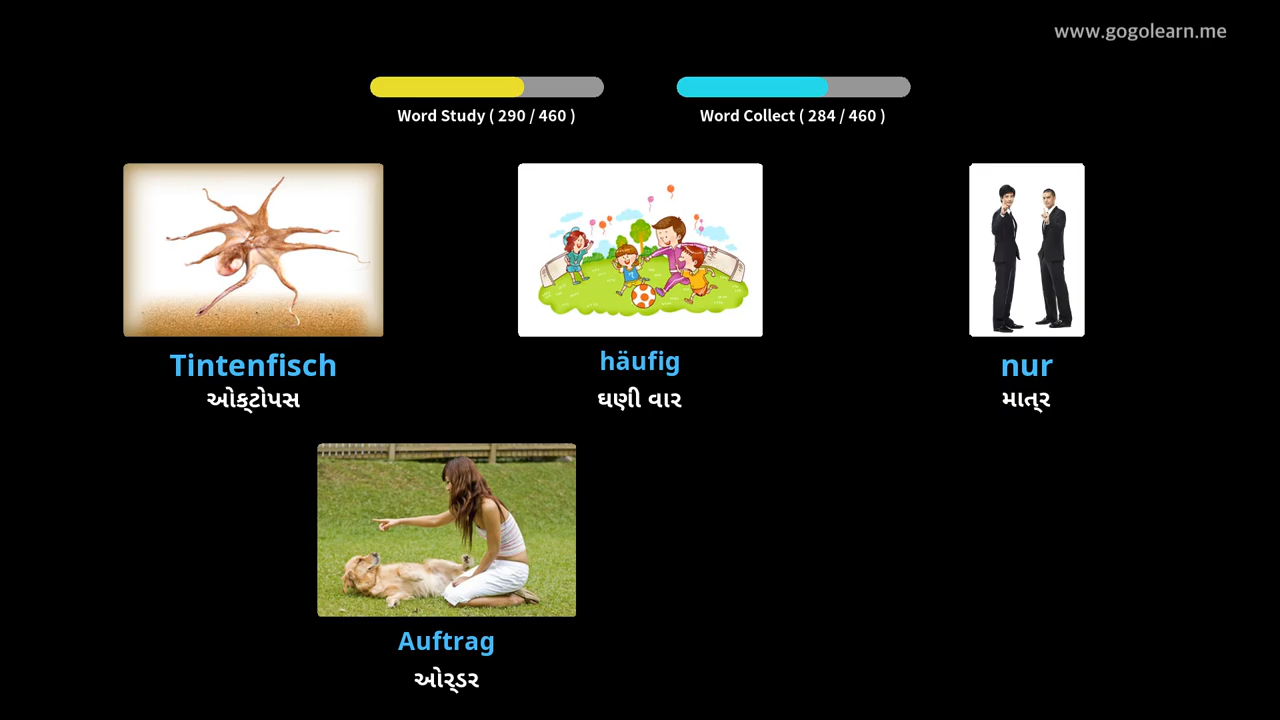 www.gogolearn.me
Word Study ( 290 / 460 )
Word Collect ( 284 / 460 )
Tintenfisch
häufig
nur
ઓક્ટોપસ
ઘણી વાર
માત્ર
Auftrag
ઓર્ડર